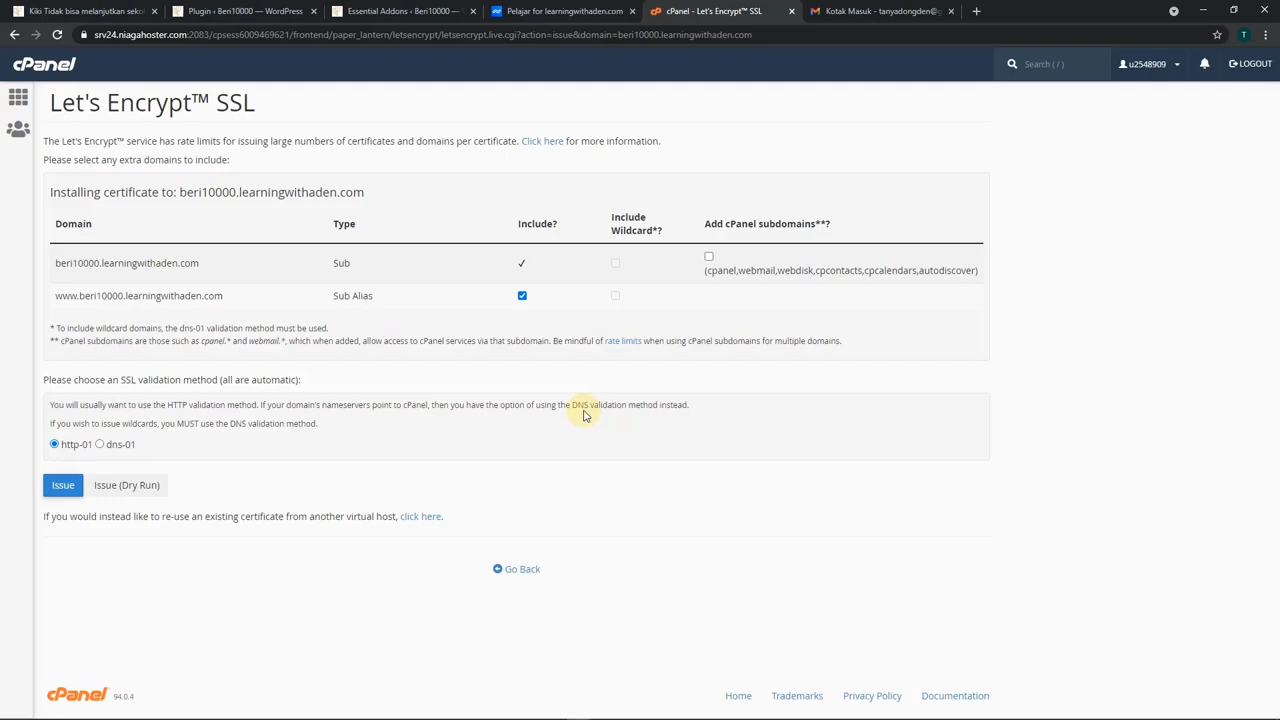 Kiki Tidak bisa melanjutkan sekol
Plugin ‹ Beri10000 — WordPress
Essential Addons ‹ Beri10000 — W
Pelajar for learningwithaden.com
cPanel - Let's Encrypt™ SSL
Kotak Masuk - tanyadongden@g
srv24.niagahoster.com:2083/cpsess6009469621/frontend/paper_lantern/letsencrypt/letsencrypt.live.cgi?action=issue&domain=beri10000.learningwithaden.com
T
cPanel
Search ( / )
u2548909
LOGOUT
Let's Encrypt™ SSL
The Let's Encrypt™ service has rate limits for issuing large numbers of certificates and domains per certificate. Click here for more information.
Please select any extra domains to include:
Installing certificate to: beri10000.learningwithaden.com
Domain
Type
Include?
Include
Wildcard*?
Add cPanel subdomains**?
beri10000.learningwithaden.com
Sub
✓
(cpanel,webmail,webdisk,cpcontacts,cpcalendars,autodiscover)
www.beri10000.learningwithaden.com
Sub Alias
* To include wildcard domains, the dns-01 validation method must be used.
** cPanel subdomains are those such as cpanel.* and webmail.*, which when added, allow access to cPanel services via that subdomain. Be mindful of rate limits when using cPanel subdomains for multiple domains.
Please choose an SSL validation method (all are automatic):
You will usually want to use the HTTP validation method. If your domain's nameservers point to cPanel, then you have the option of using the DNS validation method instead.
If you wish to issue wildcards, you MUST use the DNS validation method.
http-01 dns-01
Issue
Issue (Dry Run)
If you would instead like to re-use an existing certificate from another virtual host, click here.
Go Back
cPanel 94.0.4
Home
Trademarks
Privacy Policy
Documentation